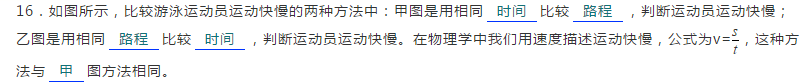 16．如图所示，比较游泳运动员运动快慢的两种方法中：甲图是用相同 时间 比较 路程 ，判断运动员运动快慢；
乙图是用相同 路程 比较 时间 ，判断运动员运动快慢。在物理学中我们用速度描述运动快慢，公式为v=s/t，这种方
法与 甲 图方法相同。